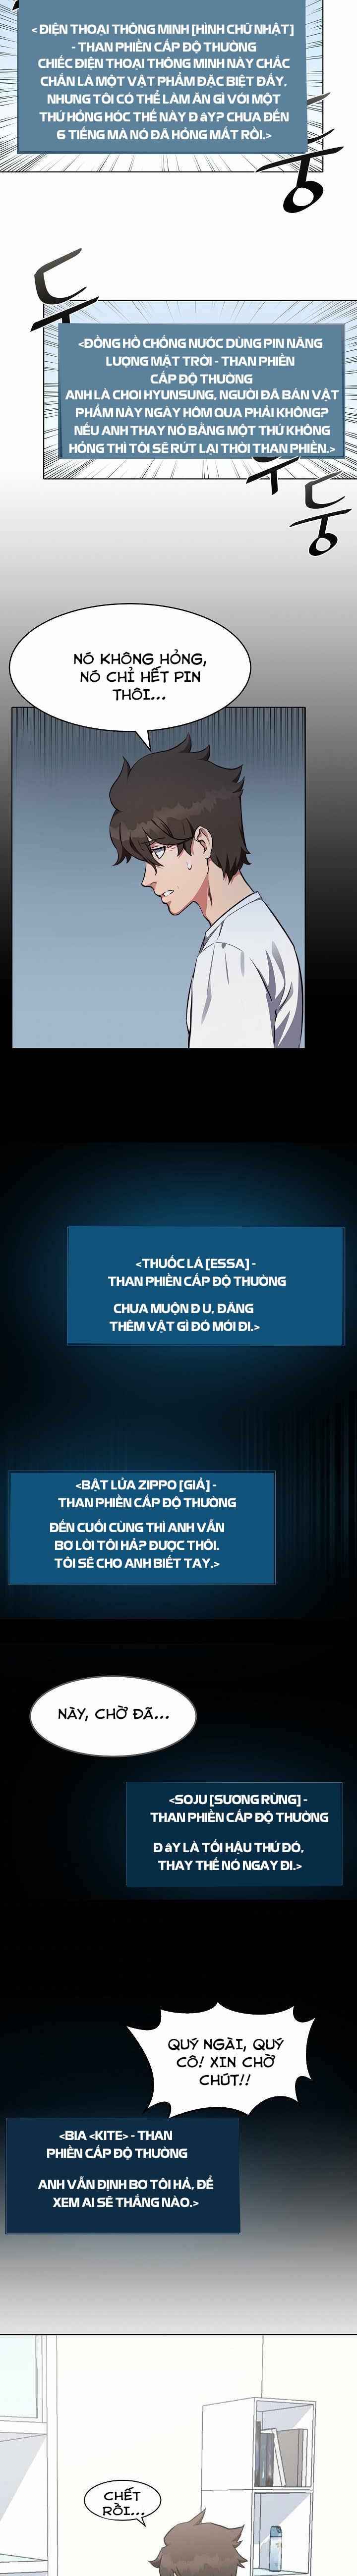 < ĐIỆN THOẠI THÔNG MINH [HÌNH CHỮ NHẬT]
- THAN PHIỀN CẤP ĐỘ THƯỜNG
CHIẾC ĐIỆN THOẠI THÔNG MINH NÀY CHẮC
CHẮN LÀ MỘT VẬT PHẨM ĐẶC BIỆT ĐẤY,
NHƯNG TÔI CÓ THỂ LÀM ĂN GÌ VỚI MỘT
THỨ HỎNG HÓC THẾ NÀY Đ âY? CHƯA ĐẾN
6 TIẾNG MÀ NÓ ĐÃ HỎNG MẤT RỒI.>
둥
두
<ĐỒNG HỒ CHỐNG NƯỚC DÙNG PIN NĂNG
LƯỢNG MẶT TRỜI - THAN PHIỀN
CẤP ĐỘ THƯỜNG
ANH LÀ CHOI HYUNSUNG, NGƯỜI ĐÃ BÁN VẬT
PHẨM NÀY NGÀY HÔM QUA PHẢI KHÔNG?
NẾU ANH THAY NÓ BẰNG MỘT THỨ KHÔNG
HỎNG THÌ TÔI SẼ RÚT LẠI THÔI THAN PHIỀN.>
두둥
NÓ KHÔNG HỎNG,
NÓ CHỈ HẾT PIN
THÔI...
<THUỐC LÁ [ESSA] -
THAN PHIỀN CẤP ĐỘ THƯỜNG
CHƯA MUỘN Đ U, ĐĂNG
THÊM VẬT GÌ ĐÓ MỚI ĐI.>
<BẬT LỬA ZIPPO [GIẢ] -
THAN PHIỀN CẤP ĐỘ THƯỜNG
ĐẾN CUỐI CÙNG THÌ ANH VẪN
BƠ LỜI TÔI HẢ? ĐƯỢC THÔI.
TÔI SẼ CHO ANH BIẾT TAY.>
NÀY, CHỜ ĐÃ...
<SOJU [SƯƠNG RỪNG] -
THAN PHIỀN CẤP ĐỘ THƯỜNG
Đ âY LÀ TỐI HẬU THƯ ĐÓ,
THAY THẾ NÓ NGAY ĐI.>
QUÝ NGÀI, QUÝ
CÔ! XIN CHỜ
CHÚT!!
<BIA <KITE> - THAN
PHIỀN CẤP ĐỘ THƯỜNG
ANH VẪN ĐỊNH BƠ TÔI HẢ, ĐỂ
XEM AI SẼ THẮNG NÀO.>
CHẾT
RỒI...